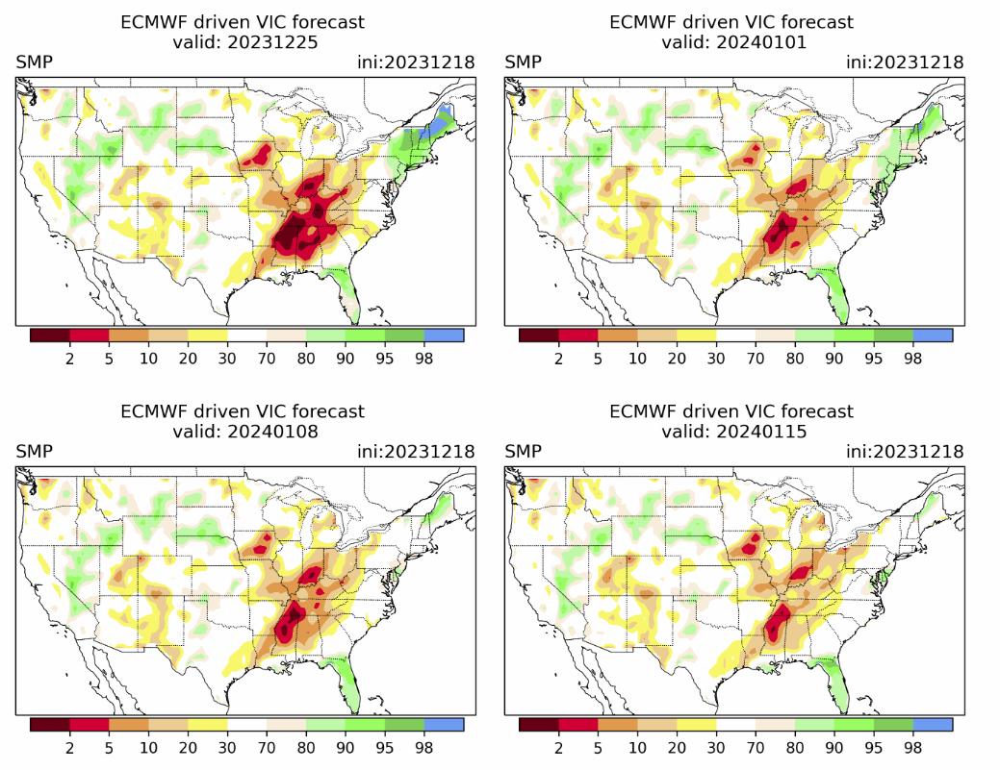 ECMWF driven VIC forecast
valid: 20231225
SMP ini:20231218
2 5 10 20 30 70 80 90 95 98
ECMWF driven VIC forecast
valid: 20240101
SMP ini:20231218
2 5 10 20 30 70 80 90 95 98
ECMWF driven VIC forecast
valid: 20240108
SMP ini:20231218
2 5 10 20 30 70 80 90 95 98
ECMWF driven VIC forecast
valid: 20240115
SMP ini:20231218
2 5 10 20 30 70 80 90 95 98